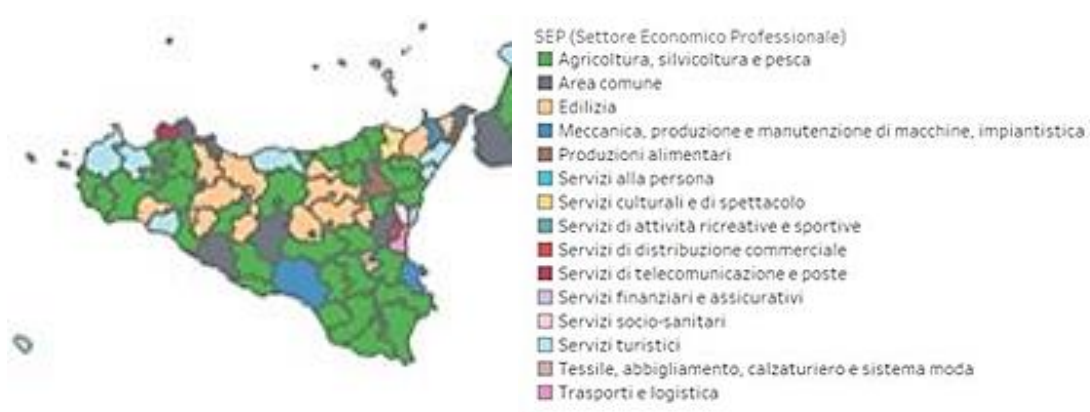 SEP (Settore Economico Professionale)
Agricoltura, silvicoltura e pesca
Area comune
Edilizia
Meccanica, produzione e manutenzione di macchine, impiantistica
Produzioni alimentari
Servizi alla persona
Servizi culturali e di spettacolo
Servizi di attività ricreative e sportive
Servizi di distribuzione commerciale
Servizi di telecomunicazione e poste
Servizi finanziari e assicurativi
Servizi socio-sanitari
Servizi turistici
Tessile, abbigliamento, calzaturiero e sistema moda
Trasporti e logistica